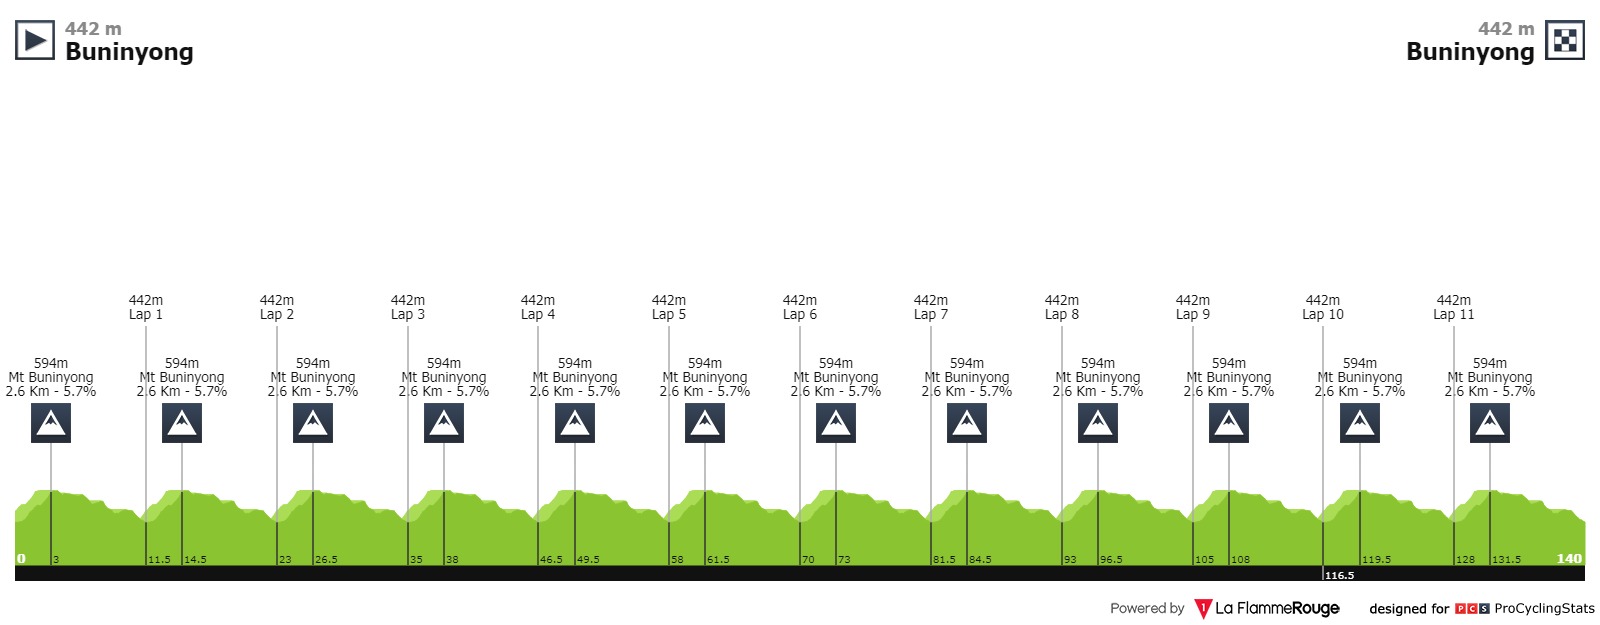 442 m
Buninyong
442 m
Buninyong
442m
Lap 1
442m
Lap 2
442m
Lap 3
442m
Lap 4
442m
Lap 5
442m
Lap 6
442m
Lap 7
442m
Lap 8
442m
Lap 9
442m
Lap 10
442m
Lap 11
594m
Mt Buninyong
2.6 Km - 5.7%
594m
Mt Buninyong
2.6 Km - 5.7%
594m
Mt Buninyong
2.6 Km - 5.7%
594m
Mt Buninyong
2.6 Km - 5.7%
594m
Mt Buninyong
2.6 Km - 5.7%
594m
Mt Buninyong
2.6 Km - 5.7%
594m
Mt Buninyong
2.6 Km - 5.7%
594m
Mt Buninyong
2.6 Km - 5.7%
594m
Mt Buninyong
2.6 Km - 5.7%
594m
Mt Buninyong
2.6 Km - 5.7%
594m
Mt Buninyong
2.6 Km - 5.7%
594m
Mt Buninyong
2.6 Km - 5.7%
0 3 11.5 14.5 23 26.5 35 38 46.5 49.5 58 61.5 70 73 81.5 84.5 93 96.5 105 108 119.5 128 131.5 140
116.5
Powered by 1 La FlammeRouge designed for PCS ProCyclingStats